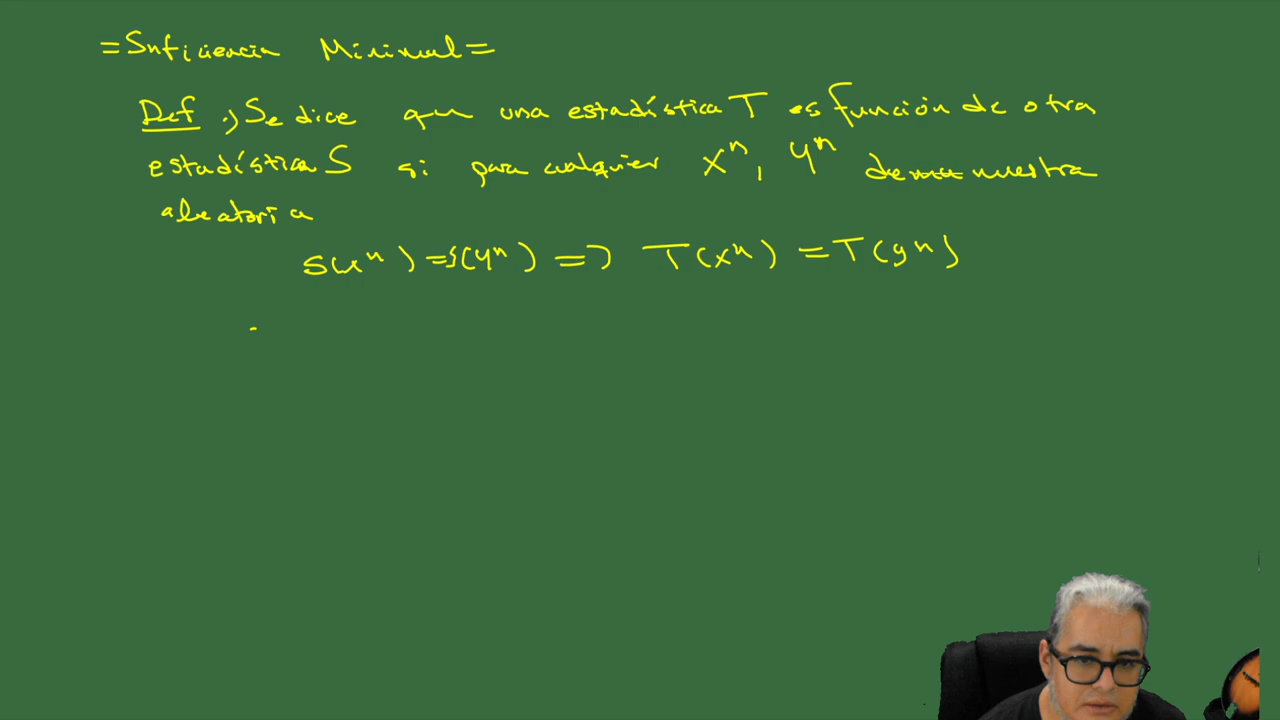 = Suficiencia Minimal =
Def ., Se dice que una estadística T es función de otra
estadística S si para cualquier x^n, y^n de muestra
aleatoria
S(x^n) = S(y^n) => T(x^n) = T(y^n)